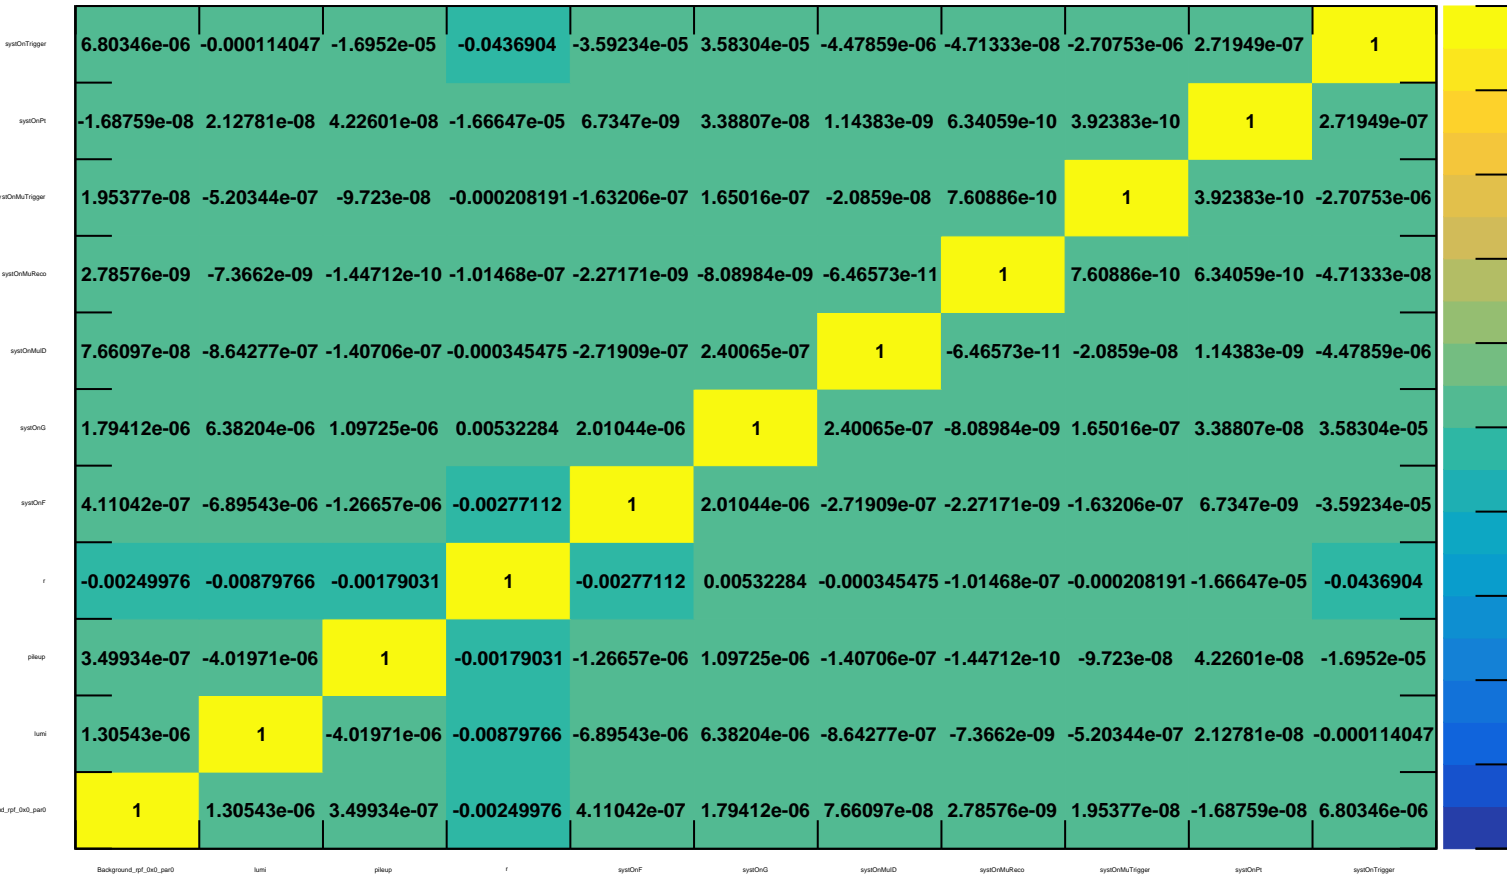 systOnTrigger 6.80346e-06 -0.000114047 -1.6952e-05 -0.0436904 -3.59234e-05 3.58304e-05 -4.47859e-06 -4.71333e-08 -2.70753e-06 2.71949e-07 1
systOnPt -1.68759e-08 2.12781e-08 4.22601e-08 -1.66647e-05 6.7347e-09 3.38807e-08 1.14383e-09 6.34059e-10 3.92383e-10 1 2.71949e-07
stOnMuTrigger 1.95377e-08 -5.20344e-07 -9.723e-08 -0.000208191 -1.63206e-07 1.65016e-07 -2.0859e-08 7.60886e-10 1 3.92383e-10 -2.70753e-06
systOnMuReco 2.78576e-09 -7.3662e-09 -1.44712e-10 -1.01468e-07 -2.27171e-09 -8.08984e-09 -6.46573e-11 1 7.60886e-10 6.34059e-10 -4.71333e-08
systOnMuID 7.66097e-08 -8.64277e-07 -1.40706e-07 -0.000345475 -2.71909e-07 2.40065e-07 1 -6.46573e-11 -2.0859e-08 1.14383e-09 -4.47859e-06
systOnG 1.79412e-06 6.38204e-06 1.09725e-06 0.00532284 2.01044e-06 1 2.40065e-07 -8.08984e-09 1.65016e-07 3.38807e-08 3.58304e-05
systOnF 4.11042e-07 -6.89543e-06 -1.26657e-06 -0.00277112 1 2.01044e-06 -2.71909e-07 -2.27171e-09 -1.63206e-07 6.7347e-09 -3.59234e-05
r -0.00249976 -0.00879766 -0.00179031 1 -0.00277112 0.00532284 -0.000345475 -1.01468e-07 -0.000208191 -1.66647e-05 -0.0436904
pileup 3.49934e-07 -4.01971e-06 1 -0.00179031 -1.26657e-06 1.09725e-06 -1.40706e-07 -1.44712e-10 -9.723e-08 4.22601e-08 -1.6952e-05
lumi 1.30543e-06 1 -4.01971e-06 -0.00879766 -6.89543e-06 6.38204e-06 -8.64277e-07 -7.3662e-09 -5.20344e-07 2.12781e-08 -0.000114047
d_rpf_0x0_par0 1 1.30543e-06 3.49934e-07 -0.00249976 4.11042e-07 1.79412e-06 7.66097e-08 2.78576e-09 1.95377e-08 -1.68759e-08 6.80346e-06
Background_rpf_0x0_par0 lumi pileup r systOnF systOnG systOnMuID systOnMuReco systOnMuTrigger systOnPt systOnTrigger